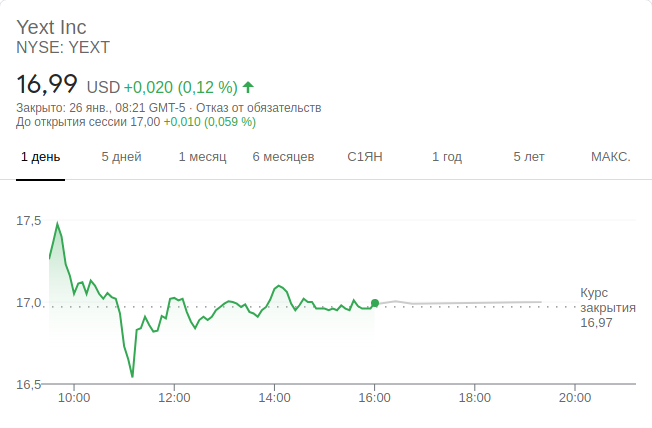 Yext Inc
NYSE: YEXT
16,99 USD +0,020 (0,12 %)
Закрыто: 26 янв., 08:21 GMT-5 · Отказ от обязательств
До открытия сессии 17,00 +0,010 (0,059 %)
1 день 5 дней 1 месяц 6 месяцев С1ЯН 1 год 5 лет МАКС.
17,5
17,0
16,5
Курс
закрытия
16,97
10:00 12:00 14:00 16:00 18:00 20:00